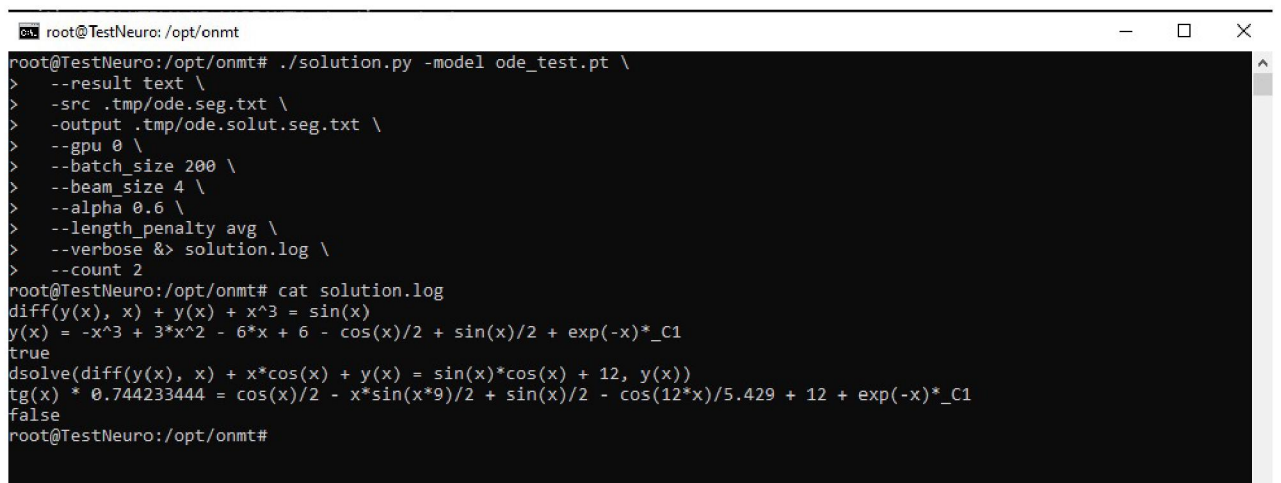 root@TestNeuro: /opt/onmt
root@TestNeuro:/opt/onmt# ./solution.py -model ode_test.pt \
>   --result text \
>   -src .tmp/ode.seg.txt \
>   -output .tmp/ode.solut.seg.txt \
>   --gpu 0 \
>   --batch_size 200 \
>   --beam_size 4 \
>   --alpha 0.6 \
>   --length_penalty avg \
>   --verbose &> solution.log \
>   --count 2
root@TestNeuro:/opt/onmt# cat solution.log
diff(y(x), x) + y(x) + x^3 = sin(x)
y(x) = -x^3 + 3*x^2 - 6*x + 6 - cos(x)/2 + sin(x)/2 + exp(-x)*_C1
true
dsolve(diff(y(x), x) + x*cos(x) + y(x) = sin(x)*cos(x) + 12, y(x))
tg(x) * 0.744233444 = cos(x)/2 - x*sin(x*9)/2 + sin(x)/2 - cos(12*x)/5.429 + 12 + exp(-x)*_C1
false
root@TestNeuro:/opt/onmt#